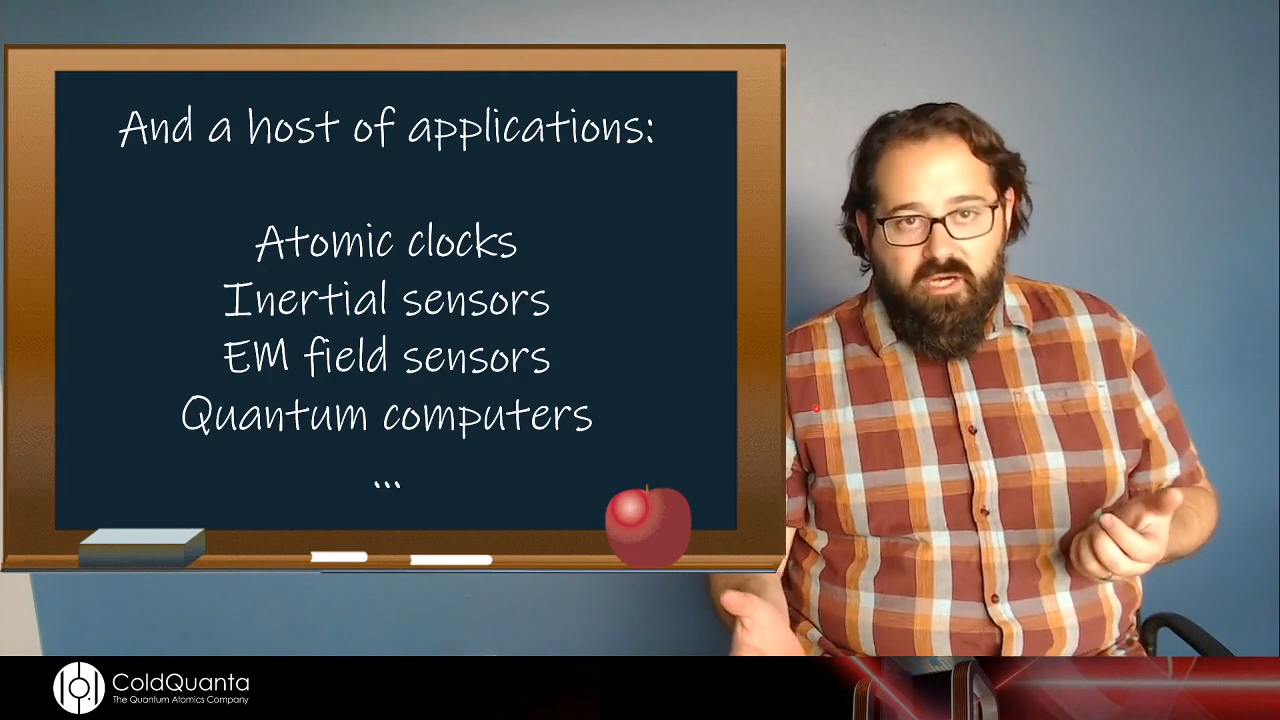 And a host of applications:
Atomic clocks
Inertial sensors
EM field sensors
Quantum computers
...
ColdQuanta
The Quantum Atomics Company